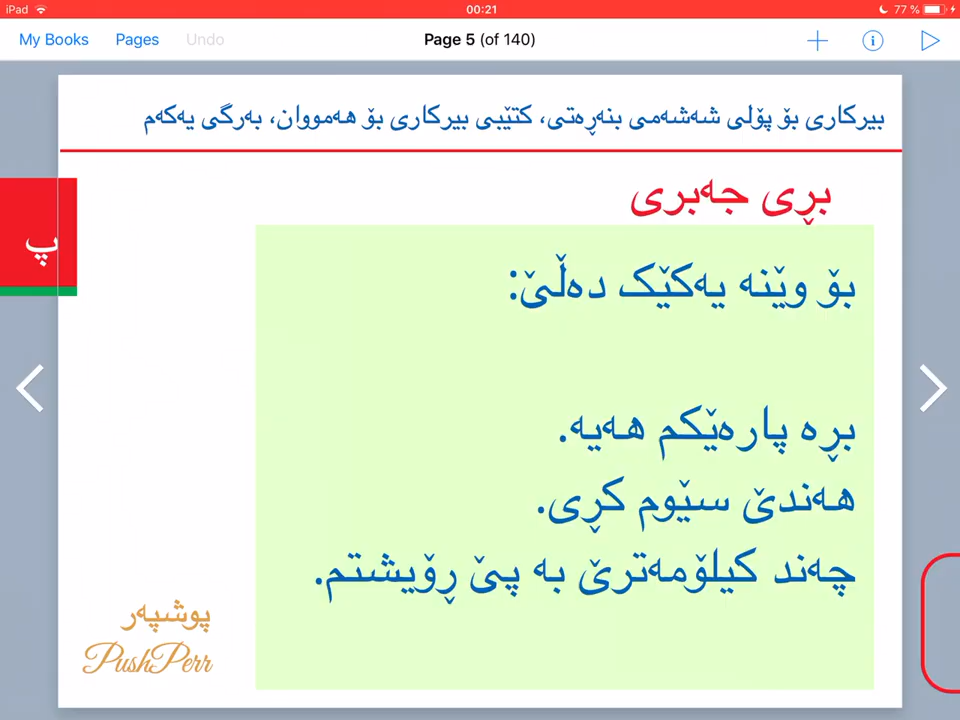 iPad 00:21 77 %
My Books Pages Undo Page 5 (of 140)
بیرکاری بۆ پۆلی شەشەمی بنەڕەتی، کتێبی بیرکاری بۆ هەمووان، بەرگی یەکەم
بڕی جەبری
پ
بۆ وێنە یەکێک دەڵێ:
بڕە پارەێکم هەیە.
هەندێ سێوم کڕی.
چەند کیلۆمەترێ بە پێ ڕۆیشتم.
پوشپەر
PushPerr